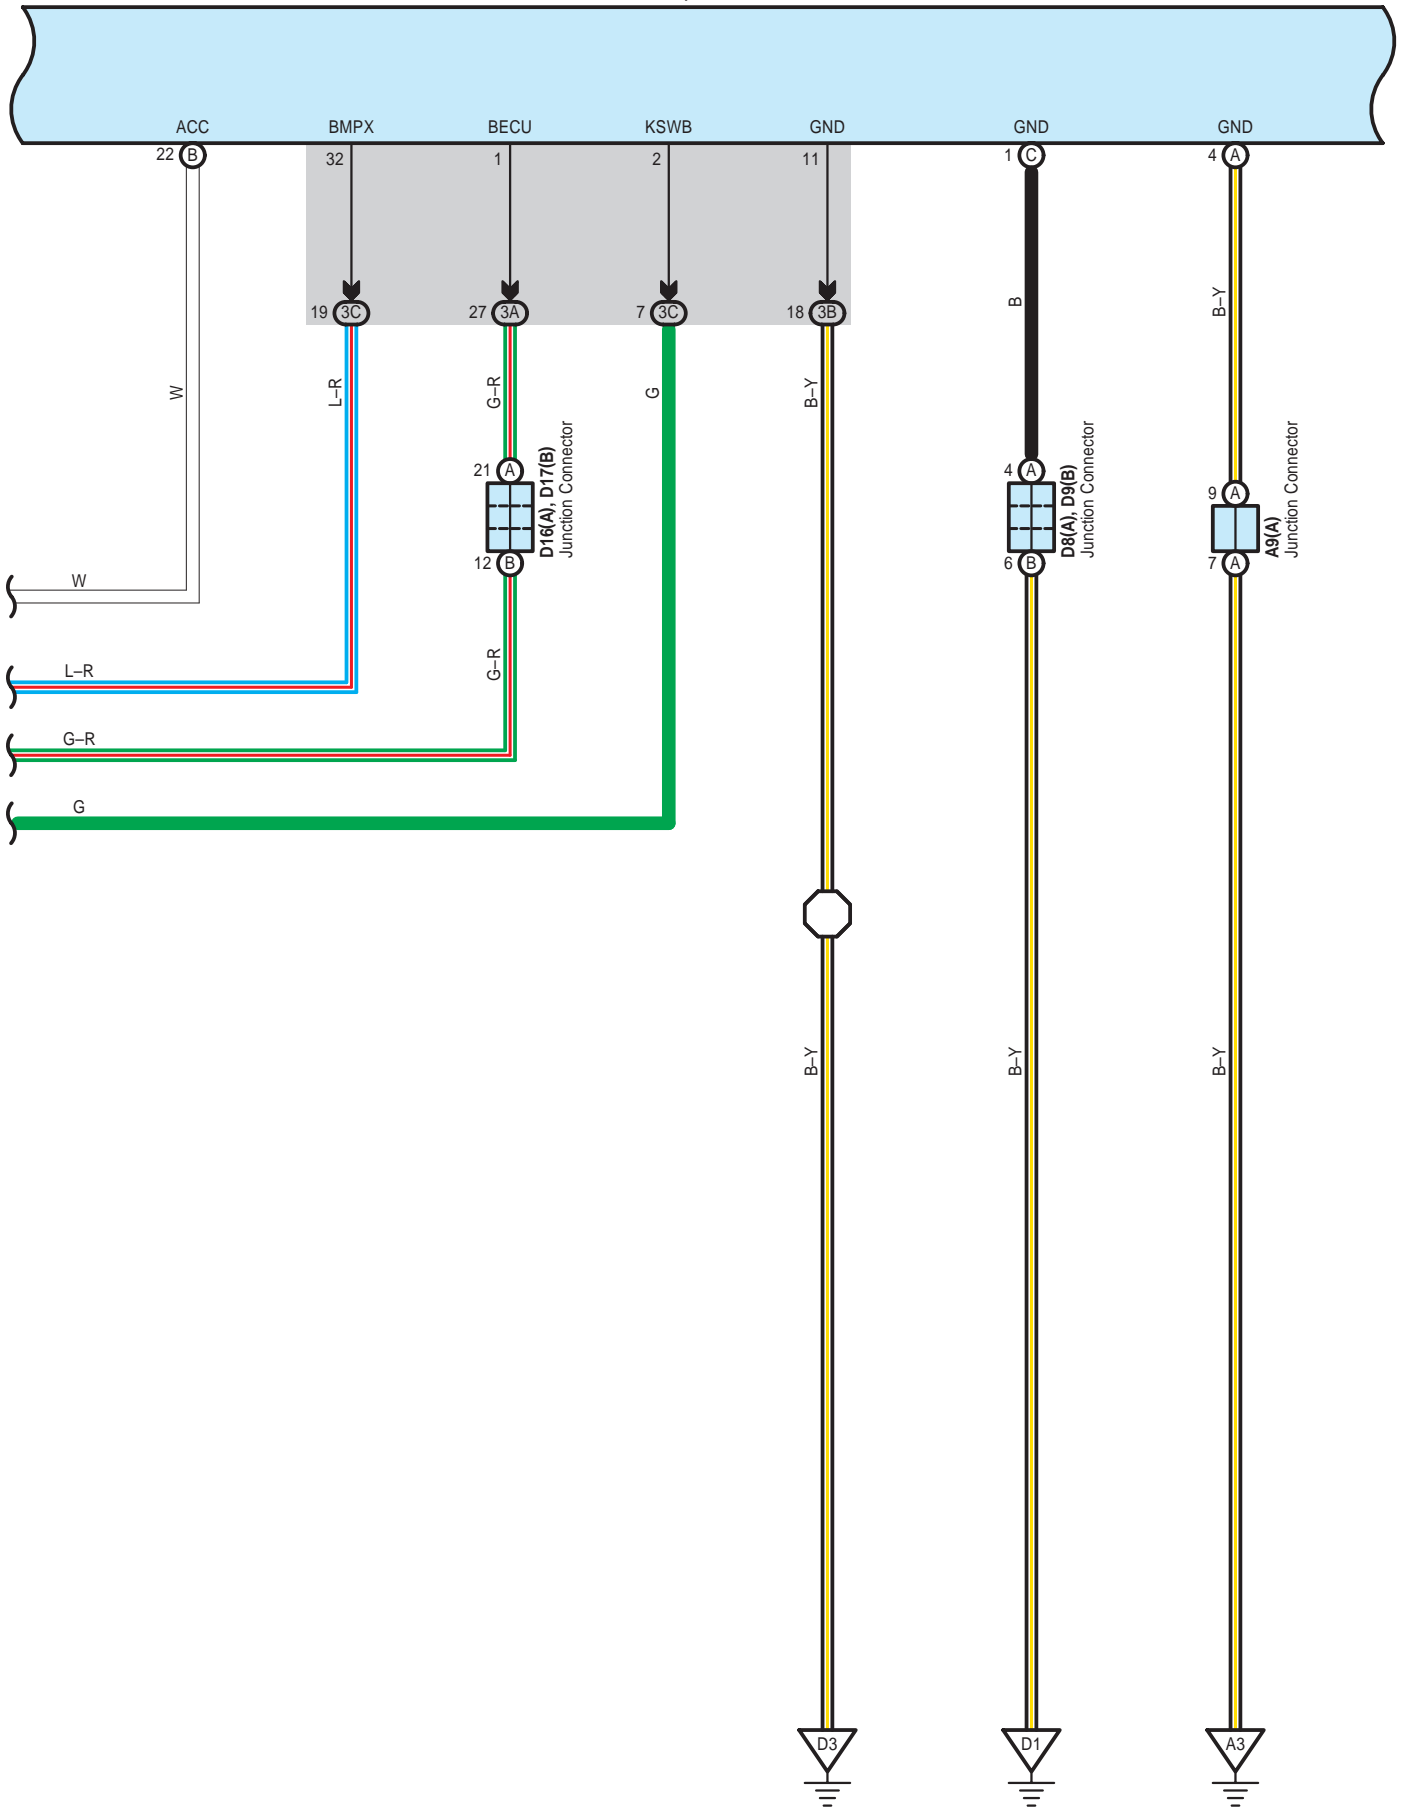 ACC BMPX BECU KSWB GND GND GND
22 B 32 1 2 11 1 C 4 A
19 3C 27 3A 7 3C 18 3B
B B–Y
W L–R G–R G B–Y
21 A 4 A 9 A
D16(A), D17(B)
Junction Connector
D8(A), D9(B)
Junction Connector
A9(A)
Junction Connector
12 B 6 B 7 A
W
G–R
L–R
G–R
G
B–Y B–Y B–Y
D3 D1 A3